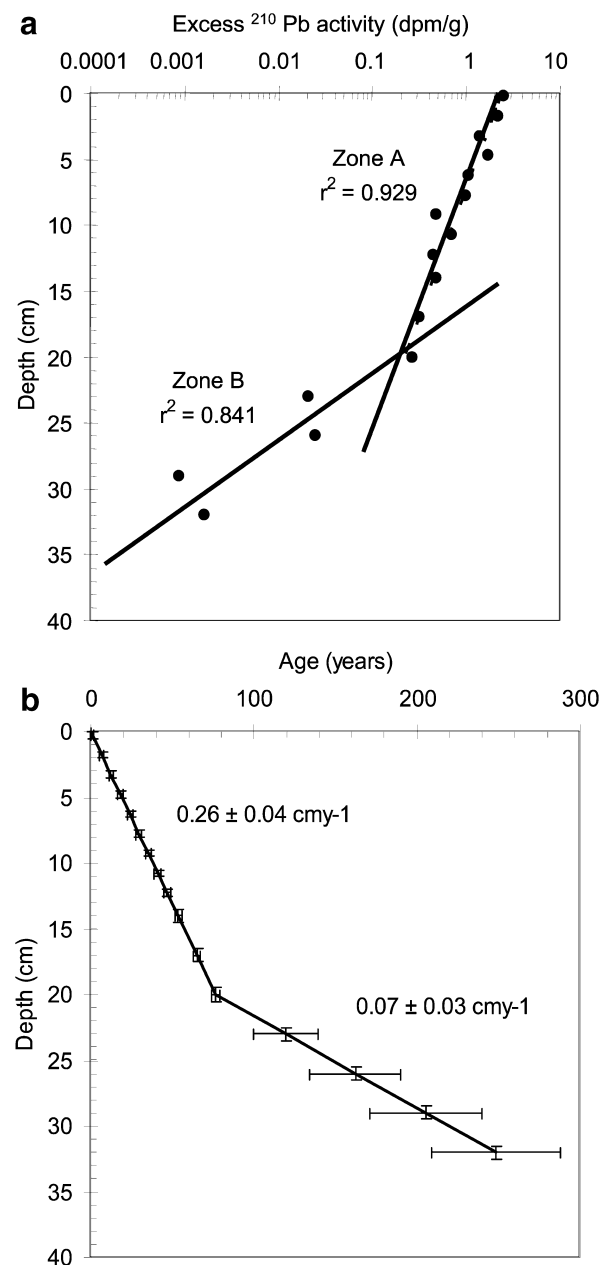 a
Excess ²¹⁰ Pb activity (dpm/g)
0.0001 0.001 0.01 0.1 1 10
0
5
10
15
20
25
30
35
40
Depth (cm)
Zone A
r² = 0.929
Zone B
r² = 0.841
b
Age (years)
0 100 200 300
0
5
10
15
20
25
30
35
40
Depth (cm)
0.26 ± 0.04 cmy-1
0.07 ± 0.03 cmy-1